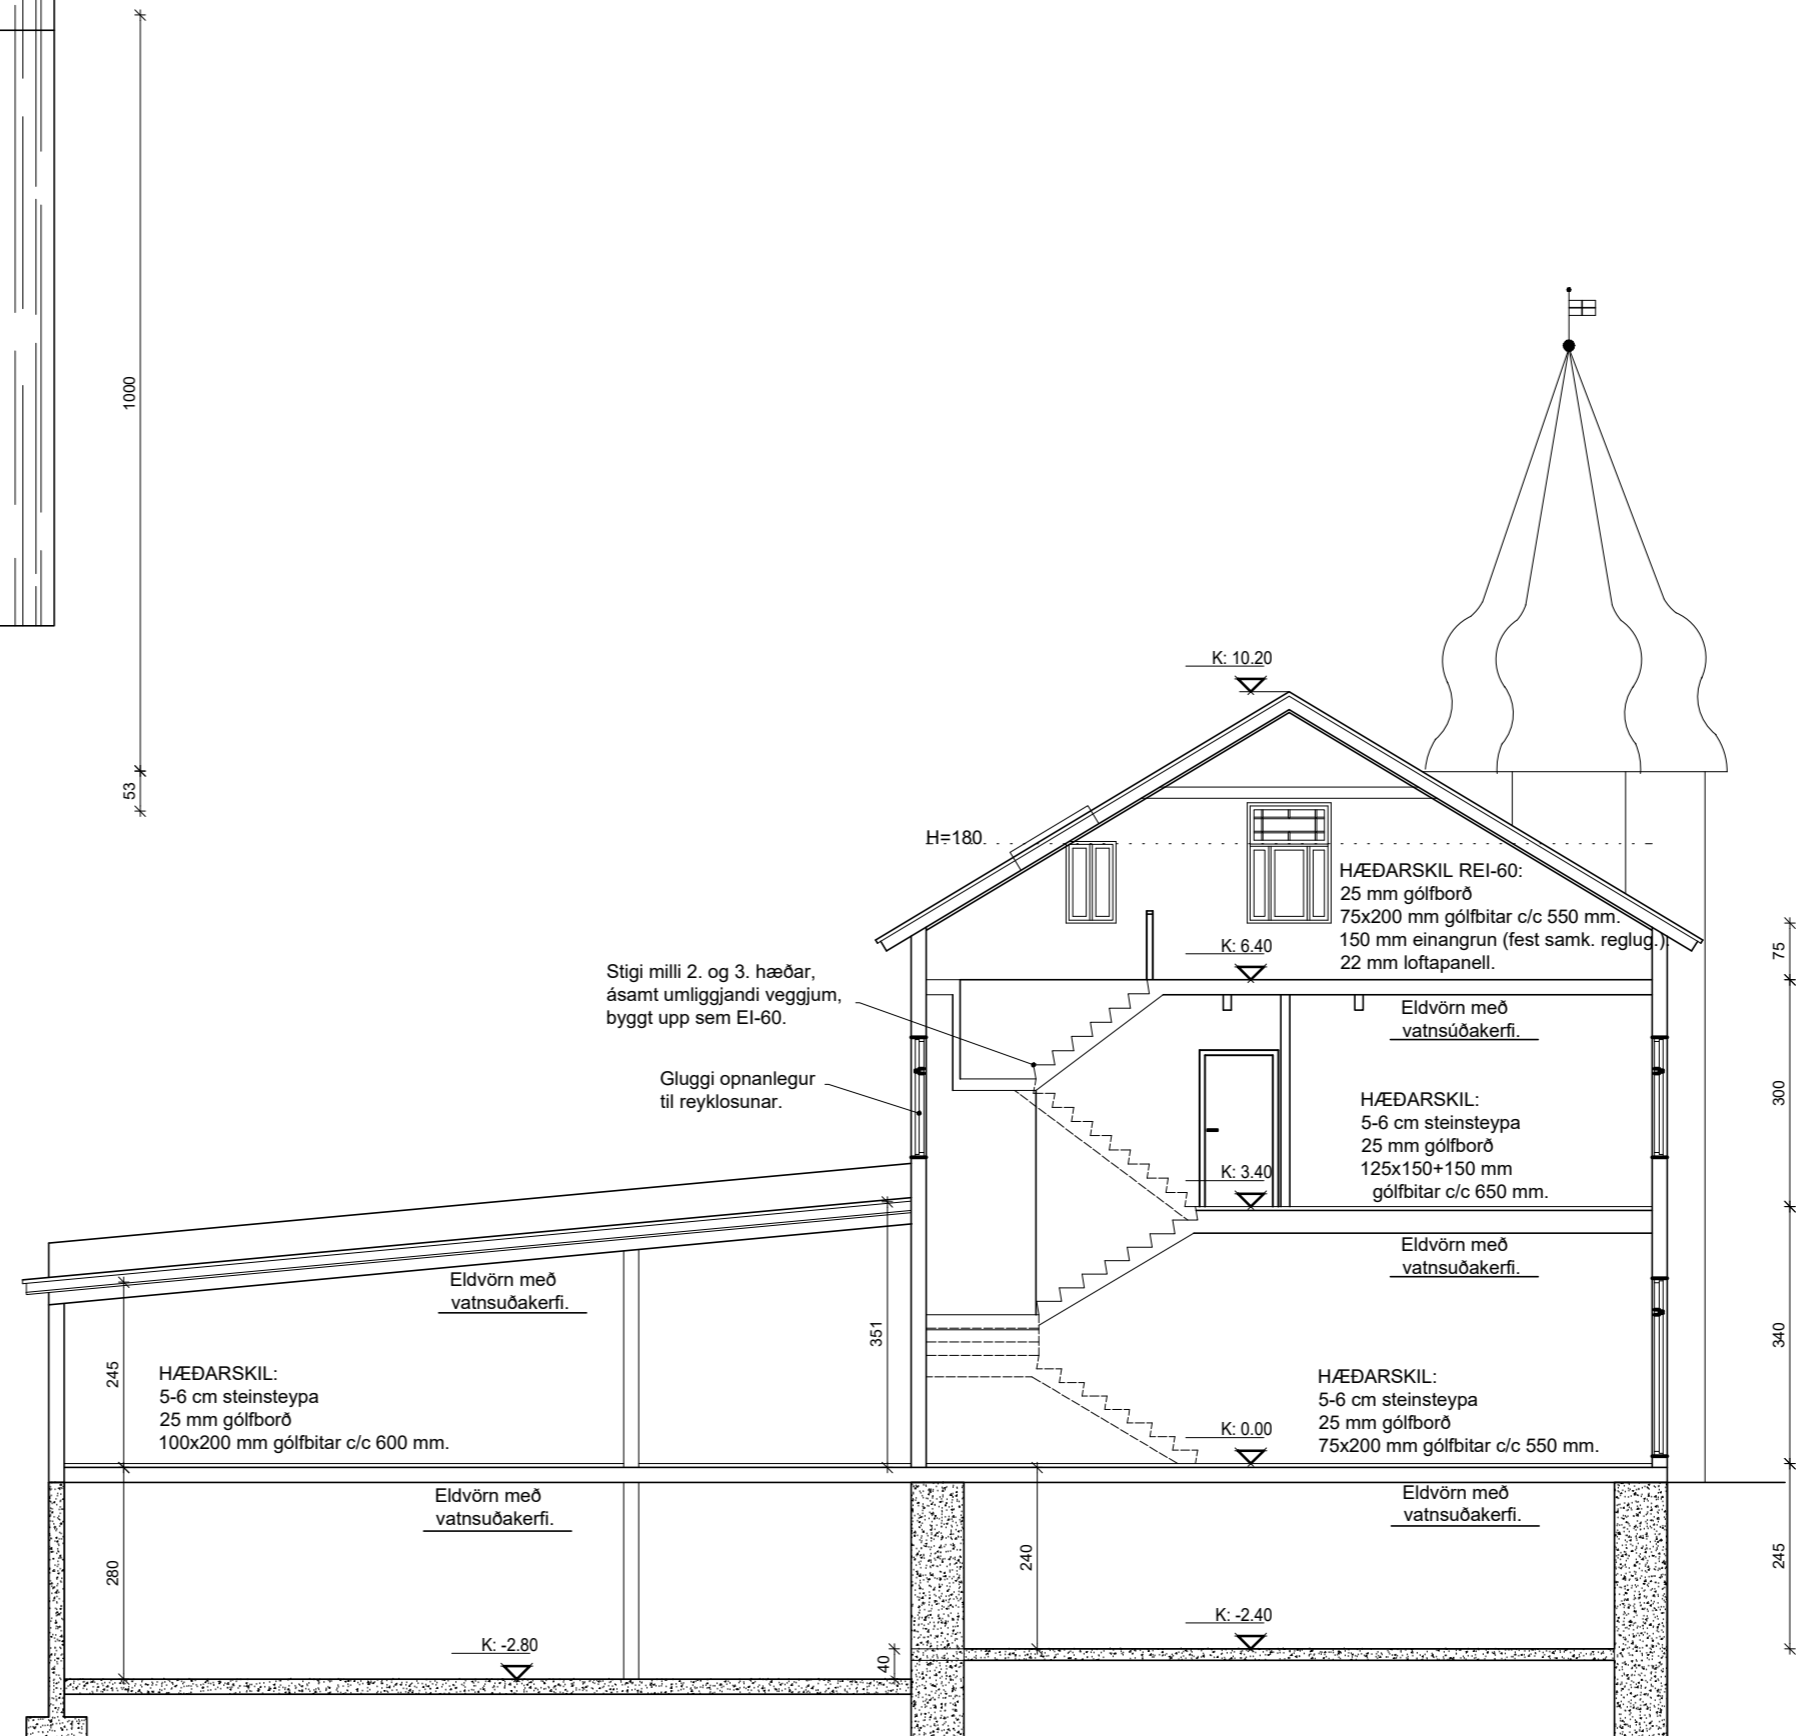 1000
53
K: 10.20
H=180
HÆÐARSKIL REI-60:
25 mm gólfborð
75x200 mm gólfbitar c/c 550 mm.
150 mm einangrun (fest samk. reglug.).
22 mm loftapanell.
K: 6.40
75
Stigi milli 2. og 3. hæðar,
ásamt umliggjandi veggjum,
byggt upp sem EI-60.
Eldvörn með
vatnsúðakerfi.
Gluggi opnanlegur
til reyklosunar.
300
HÆÐARSKIL:
5-6 cm steinsteypa
25 mm gólfborð
125x150+150 mm
gólfbitar c/c 650 mm.
K: 3.40
Eldvörn með
vatnsuðakerfi.
Eldvörn með
vatnsuðakerfi.
351
340
245
HÆÐARSKIL:
5-6 cm steinsteypa
25 mm gólfborð
100x200 mm gólfbitar c/c 600 mm.
HÆÐARSKIL:
5-6 cm steinsteypa
25 mm gólfborð
75x200 mm gólfbitar c/c 550 mm.
K: 0.00
Eldvörn með
vatnsuðakerfi.
Eldvörn með
vatnsuðakerfi.
280
240
245
K: -2.40
K: -2.80
40